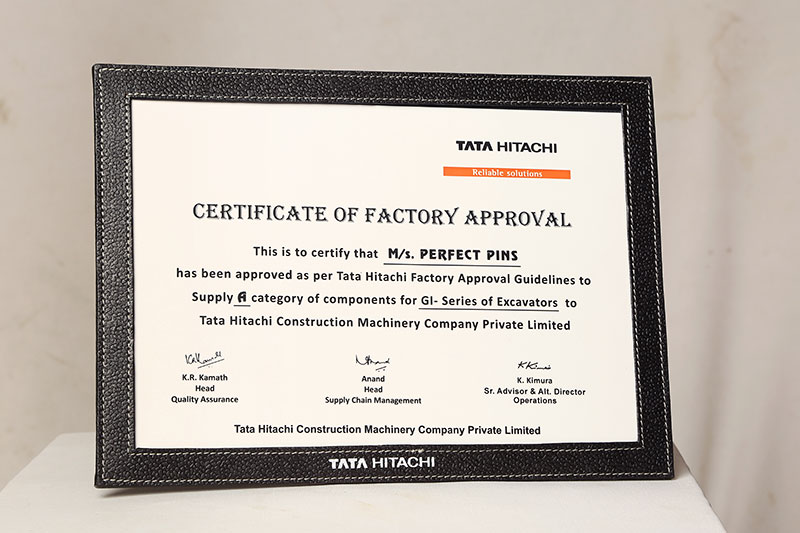 TATA HITACHI
Reliable solutions
CERTIFICATE OF FACTORY APPROVAL
This is to certify that M/s. PERFECT PINS
has been approved as per Tata Hitachi Factory Approval Guidelines to
Supply A category of components for GI- Series of Excavators to
Tata Hitachi Construction Machinery Company Private Limited
K.R. Kamath
Head
Quality Assurance
Anand
Head
Supply Chain Management
K. Kimura
Sr. Advisor & Alt. Director
Operations
Tata Hitachi Construction Machinery Company Private Limited
TATA HITACHI